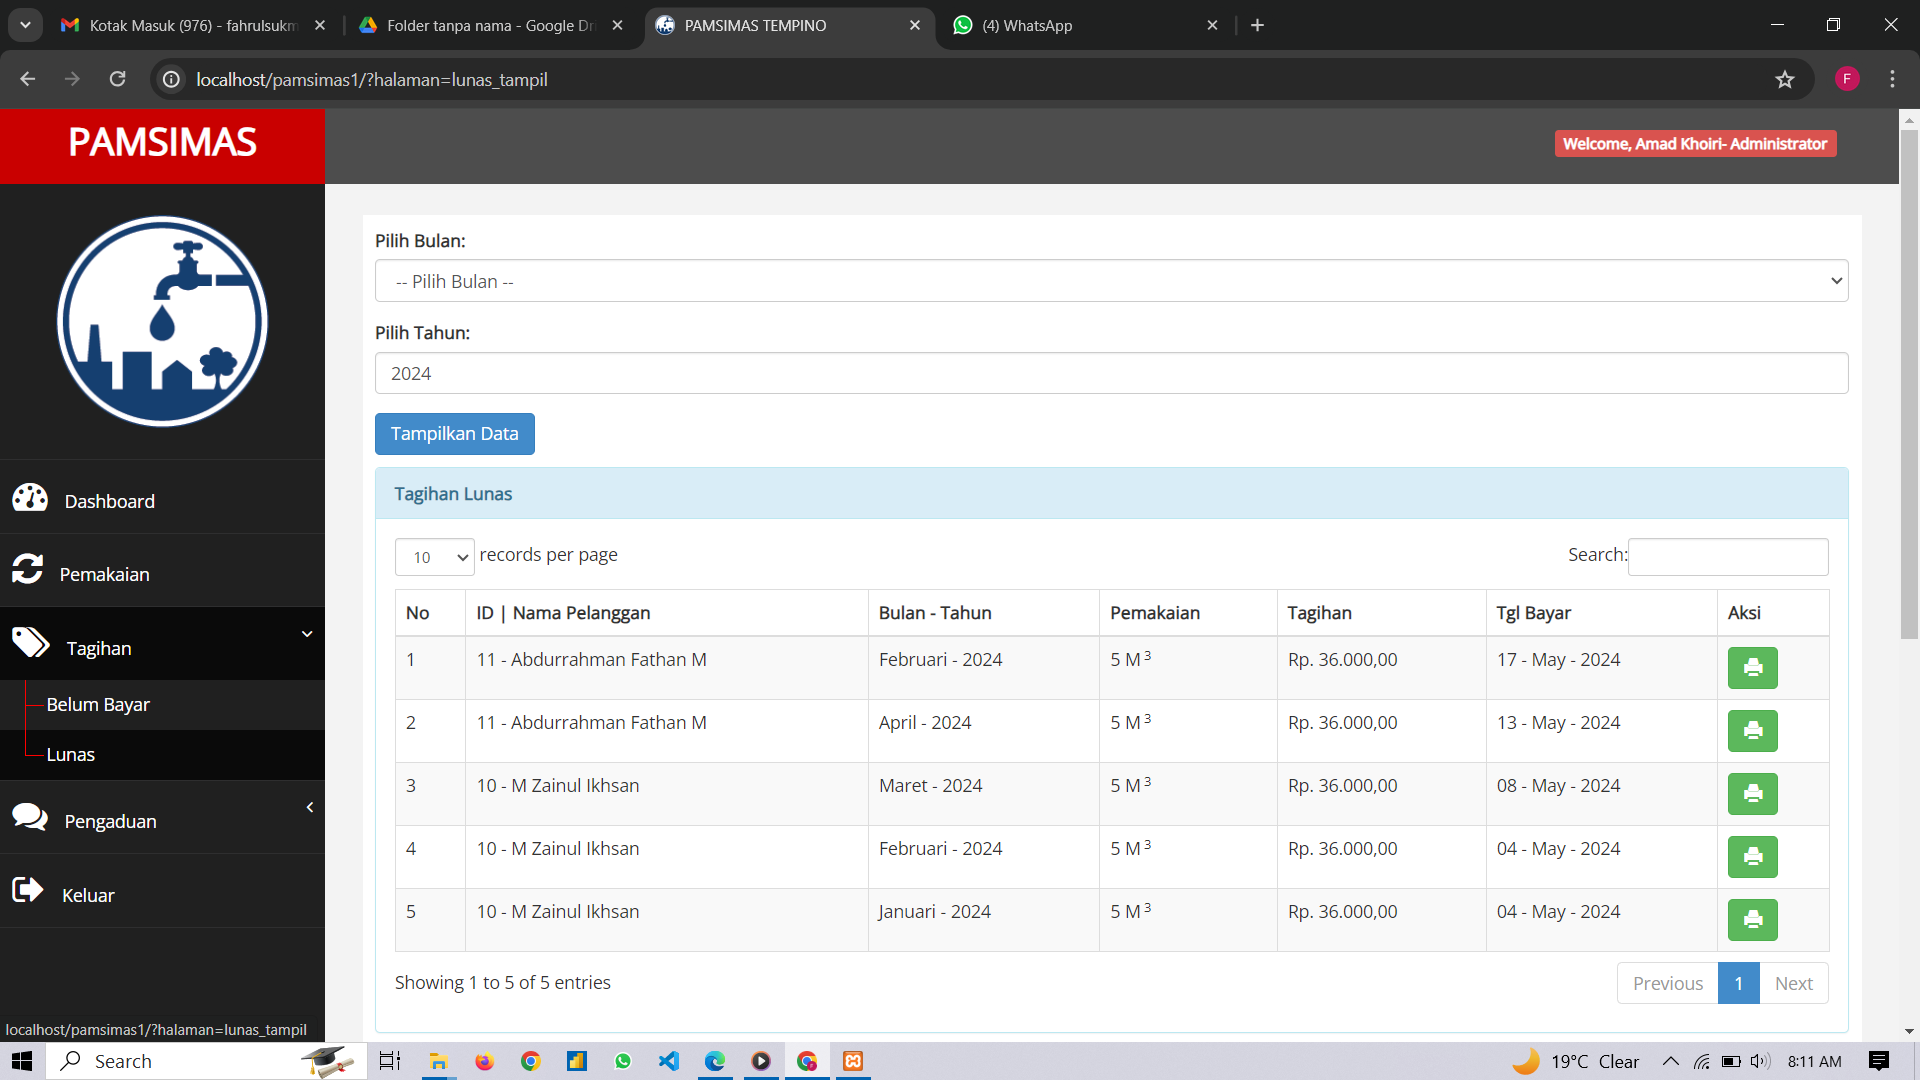 Kotak Masuk (976) - fahrulsukm
Folder tanpa nama - Google Dri
PAMSIMAS TEMPINO
(4) WhatsApp
localhost/pamsimas1/?halaman=lunas_tampil
F
PAMSIMAS
Welcome, Amad Khoiri- Administrator
Pilih Bulan:
-- Pilih Bulan --
Pilih Tahun:
2024
Tampilkan Data
Dashboard
Pemakaian
Tagihan
Belum Bayar
Lunas
Pengaduan
Keluar
Tagihan Lunas
10 records per page
Search:
No ID | Nama Pelanggan Bulan - Tahun Pemakaian Tagihan Tgl Bayar Aksi
1 11 - Abdurrahman Fathan M Februari - 2024 5 M ³ Rp. 36.000,00 17 - May - 2024
2 11 - Abdurrahman Fathan M April - 2024 5 M ³ Rp. 36.000,00 13 - May - 2024
3 10 - M Zainul Ikhsan Maret - 2024 5 M ³ Rp. 36.000,00 08 - May - 2024
4 10 - M Zainul Ikhsan Februari - 2024 5 M ³ Rp. 36.000,00 04 - May - 2024
5 10 - M Zainul Ikhsan Januari - 2024 5 M ³ Rp. 36.000,00 04 - May - 2024
Showing 1 to 5 of 5 entries
Previous 1 Next
localhost/pamsimas1/?halaman=lunas_tampil
Search
19°C Clear
8:11 AM